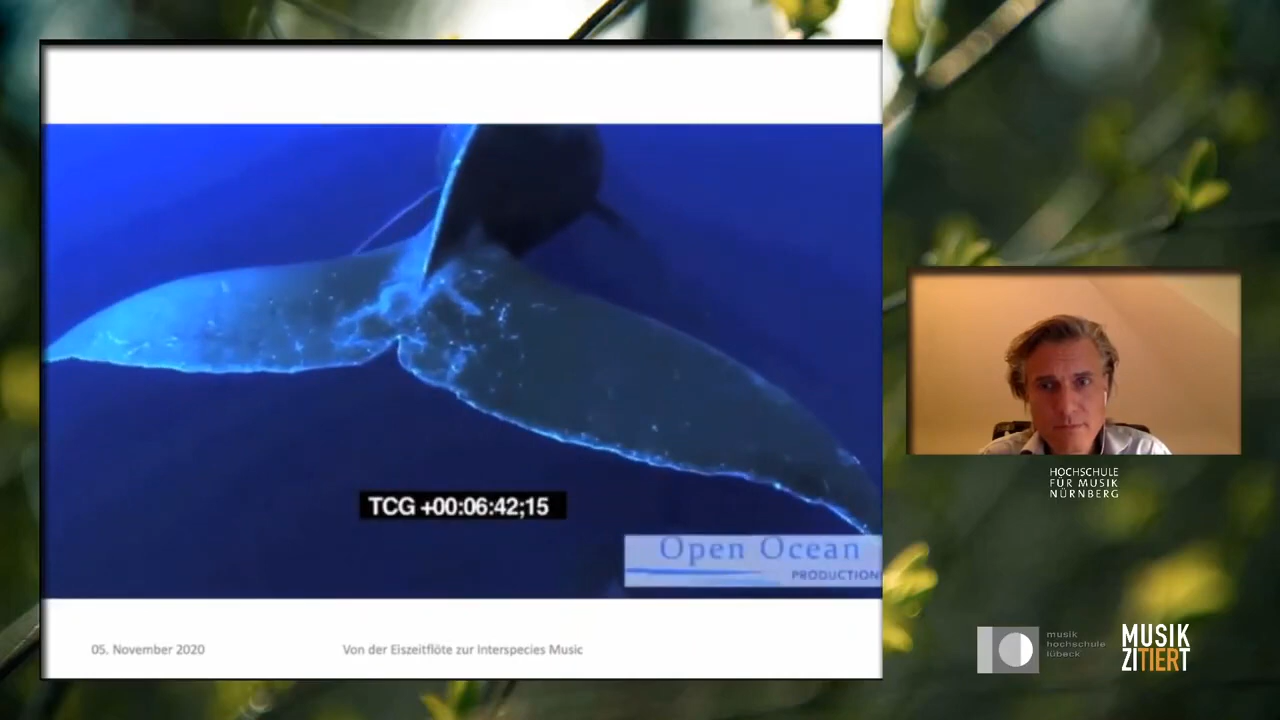 TCG +00:06:42;15
Open Ocean
PRODUCTION
05. November 2020
Von der Eiszeitflöte zur Interspecies Music
HOCHSCHULE
FÜR MUSIK
NÜRNBERG
musik
hochschule
lübeck
MUSIK
ZITIERT